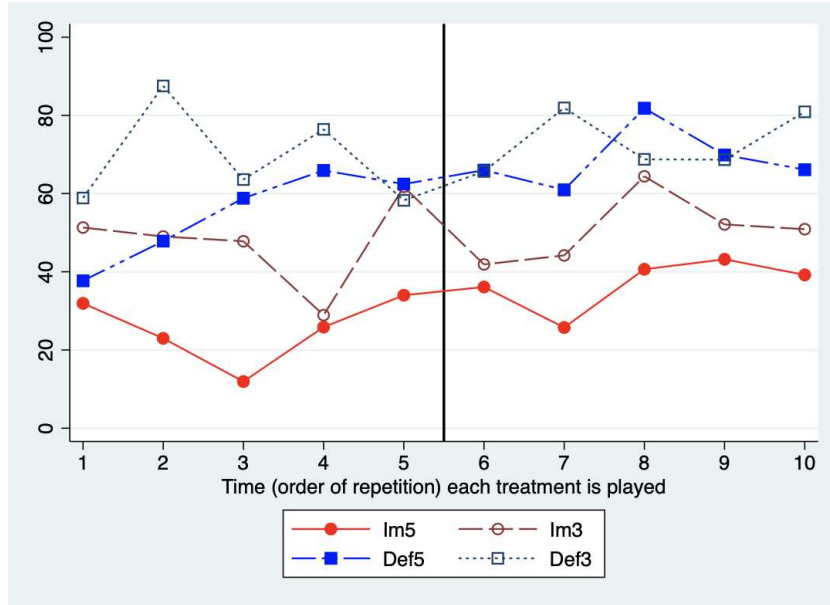 100
80
60
40
20
0
1 2 3 4 5 6 7 8 9 10
Time (order of repetition) each treatment is played
Im5 Im3
Def5 Def3